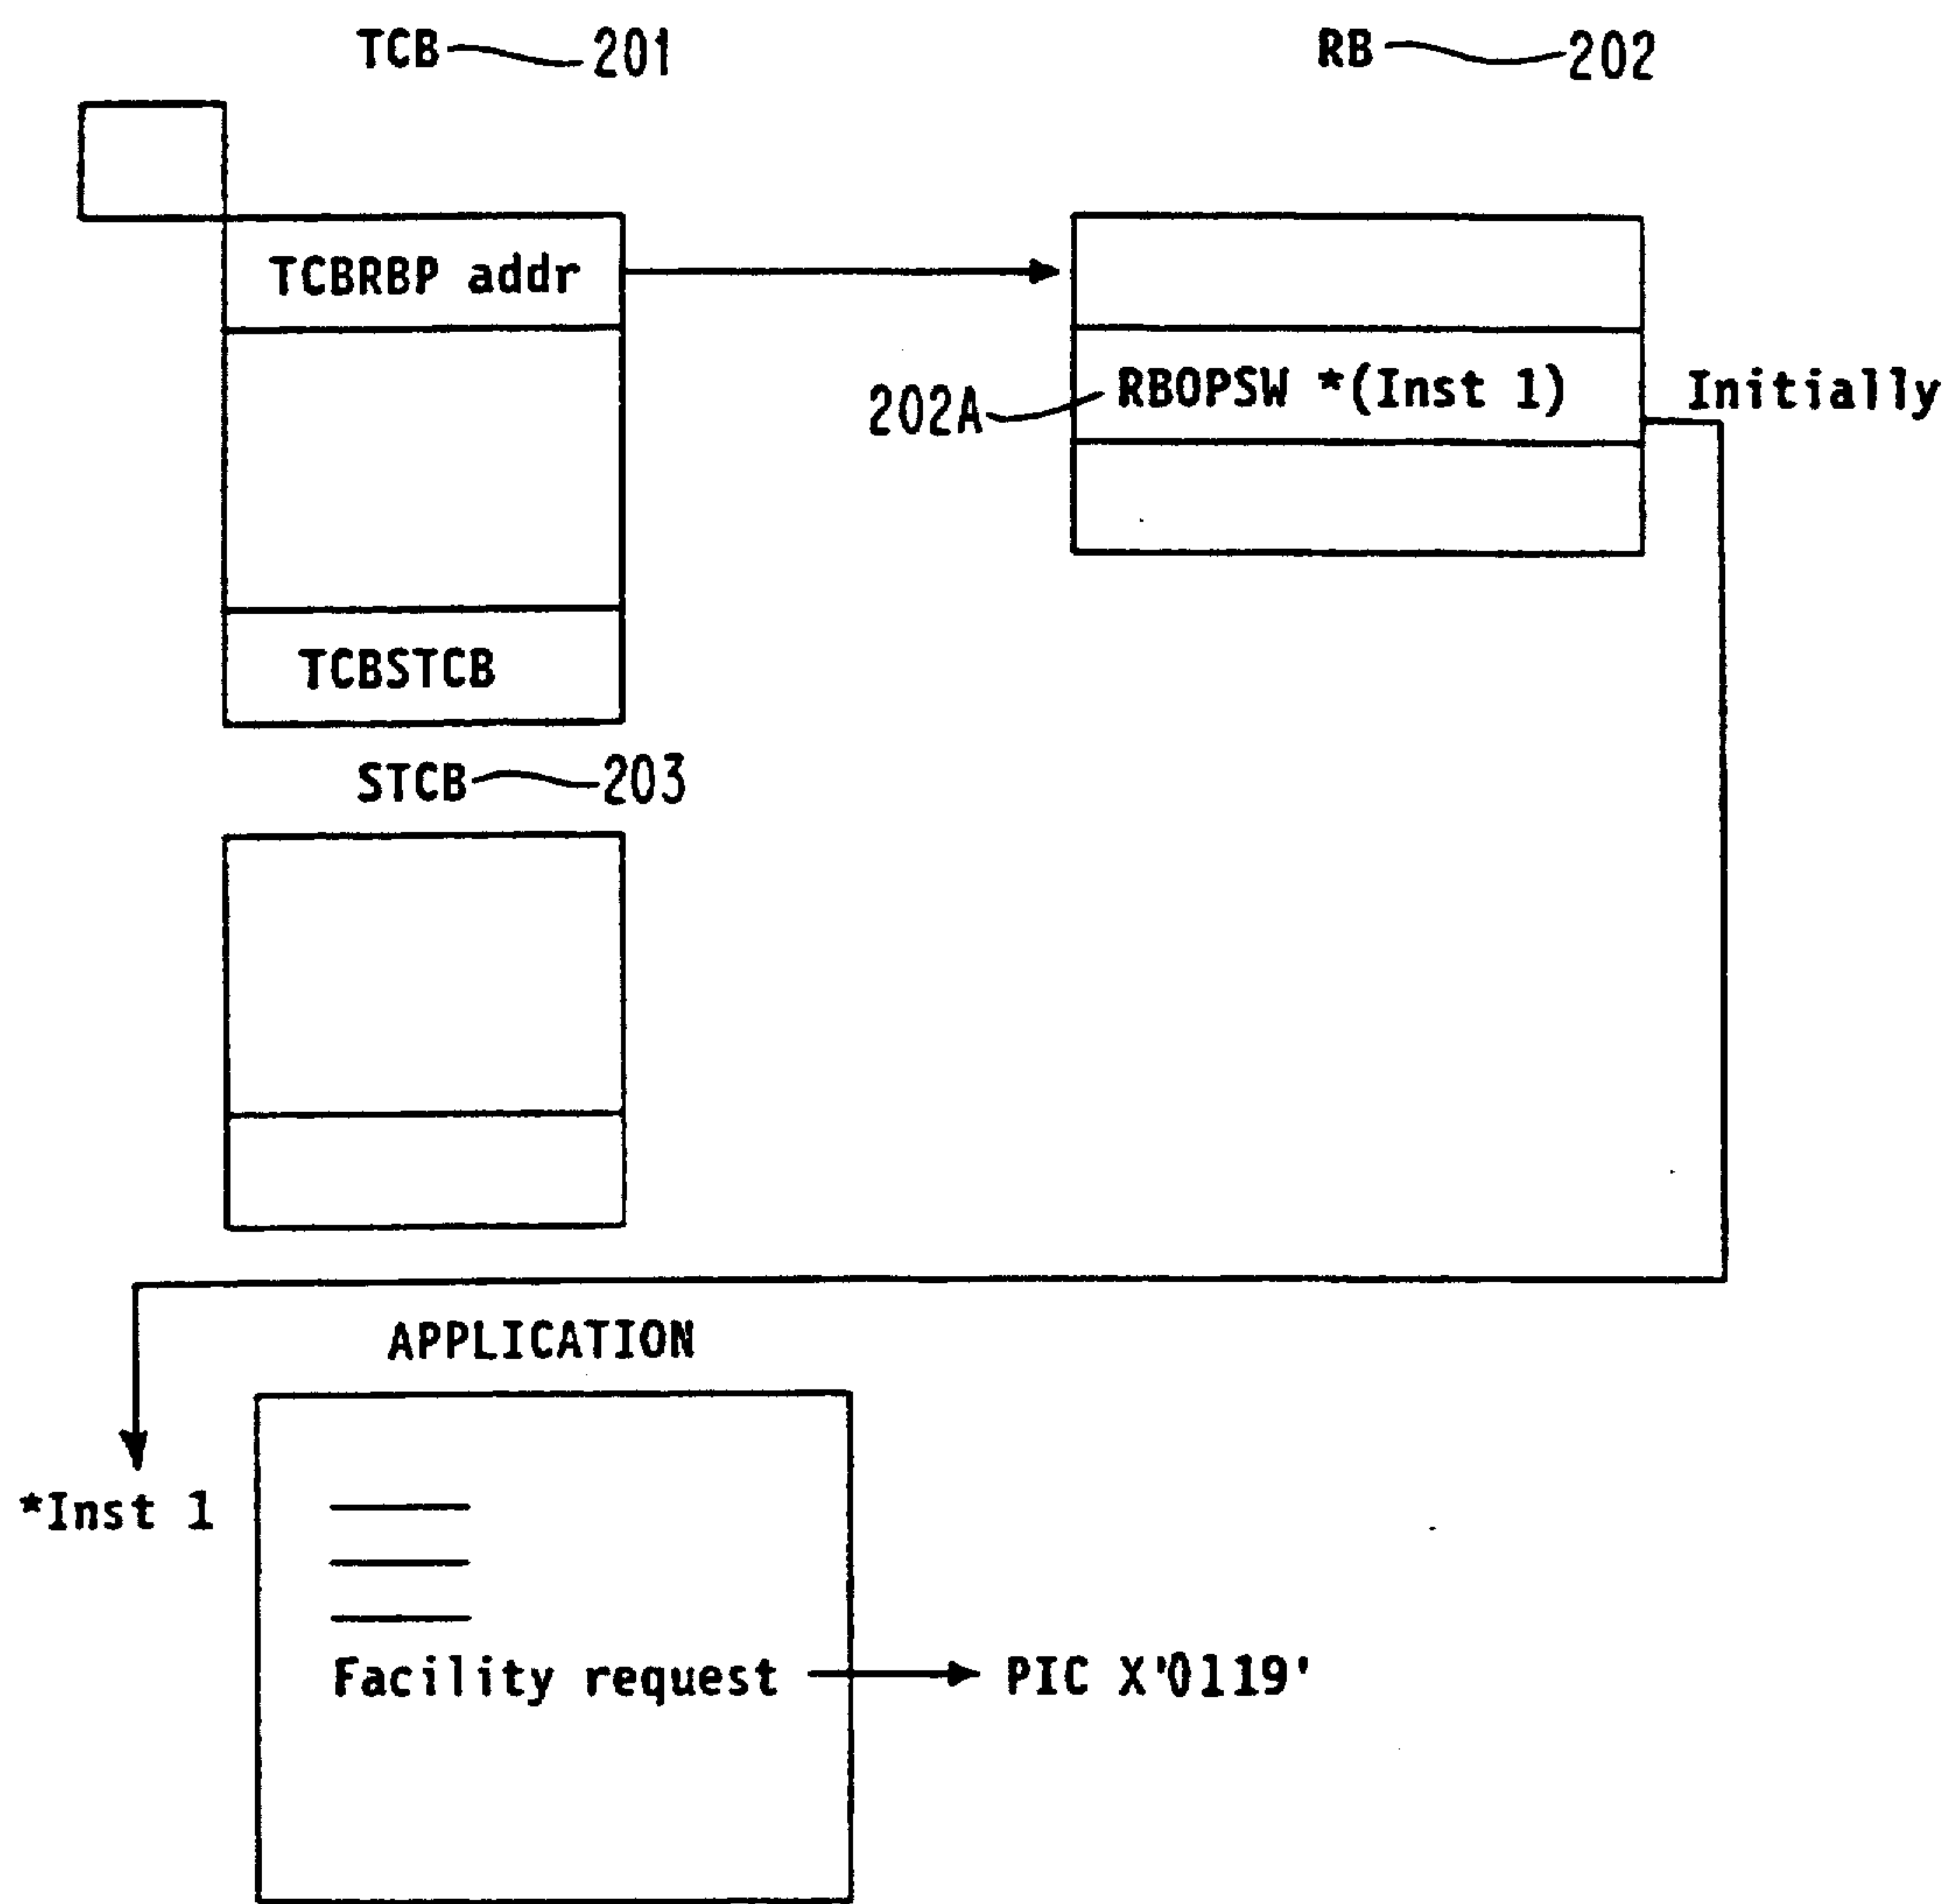 TCB 201
RB 202
TCBRBP addr
202A RBOPSW *(Inst 1) Initially
TCBSTCB
STCB 203
APPLICATION
*Inst 1
Facility request PIC X'0119'